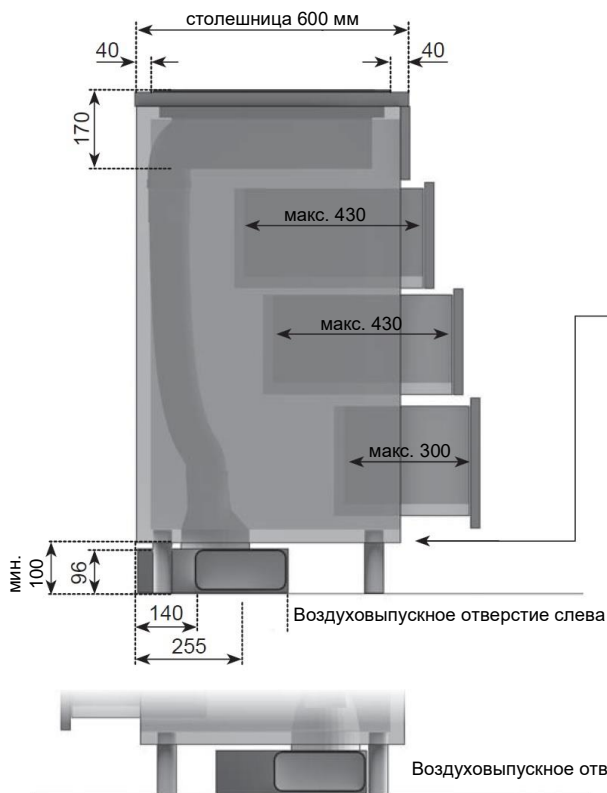 столешница 600 мм
40
40
170
макс. 430
макс. 430
макс. 300
мин.
100
96
140
Воздуховыпускное отверстие слева
255
Воздуховыпускное отв